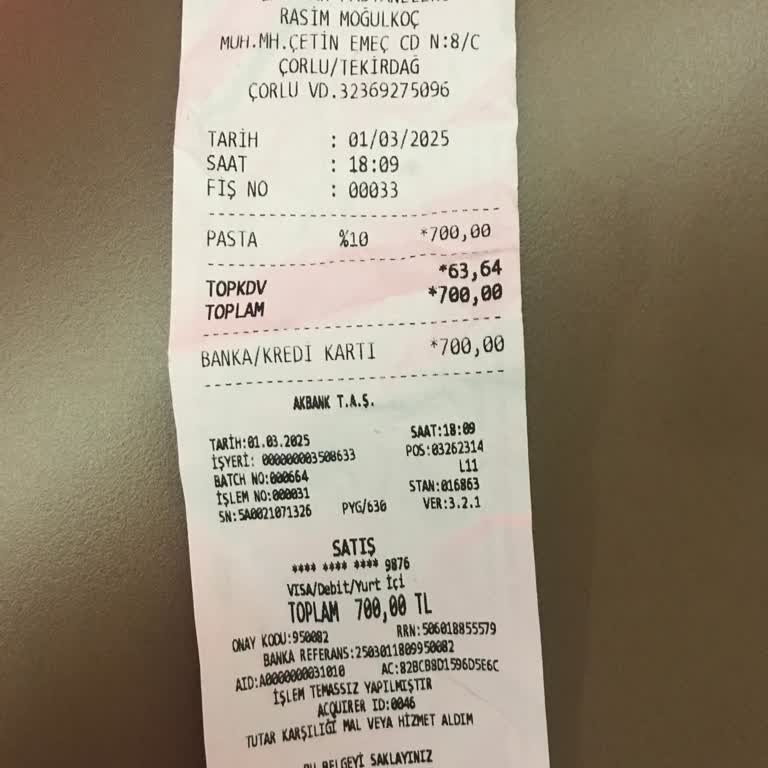 RASİM MOĞULKOÇ
MUH.MH.ÇETİN EMEÇ CD N:8/C
ÇORLU/TEKİRDAĞ
ÇORLU VD.32369275096
TARİH : 01/03/2025
SAAT : 18:09
FİŞ NO : 00033
PASTA %10 *700,00
TOPKDV *63,64
TOPLAM *700,00
BANKA/KREDİ KARTI *700,00
AKBANK T.A.Ş.
TARİH:01.03.2025 SAAT:18:09
İŞYERİ: 000000003508633 POS:03262314
BATCH NO:000664 L11
İŞLEM NO:000031 STAN:016863
SN:5A0021071326 PYG/630 VER:3.2.1
SATIŞ
**** **** **** 9876
VISA/Debit/Yurt İçi
TOPLAM 700,00 TL
ONAY KODU:950082 RRN:506018855579
BANKA REFERANS:2503011809950082
AID:A0000000031010 AC:82BCB8D1596D5E6C
İŞLEM TEMASSIZ YAPILMIŞTIR
ACQUIRER ID:0046
TUTAR KARŞILIĞI MAL VEYA HİZMET ALDIM
BU BELGEYİ SAKLAYINIZ